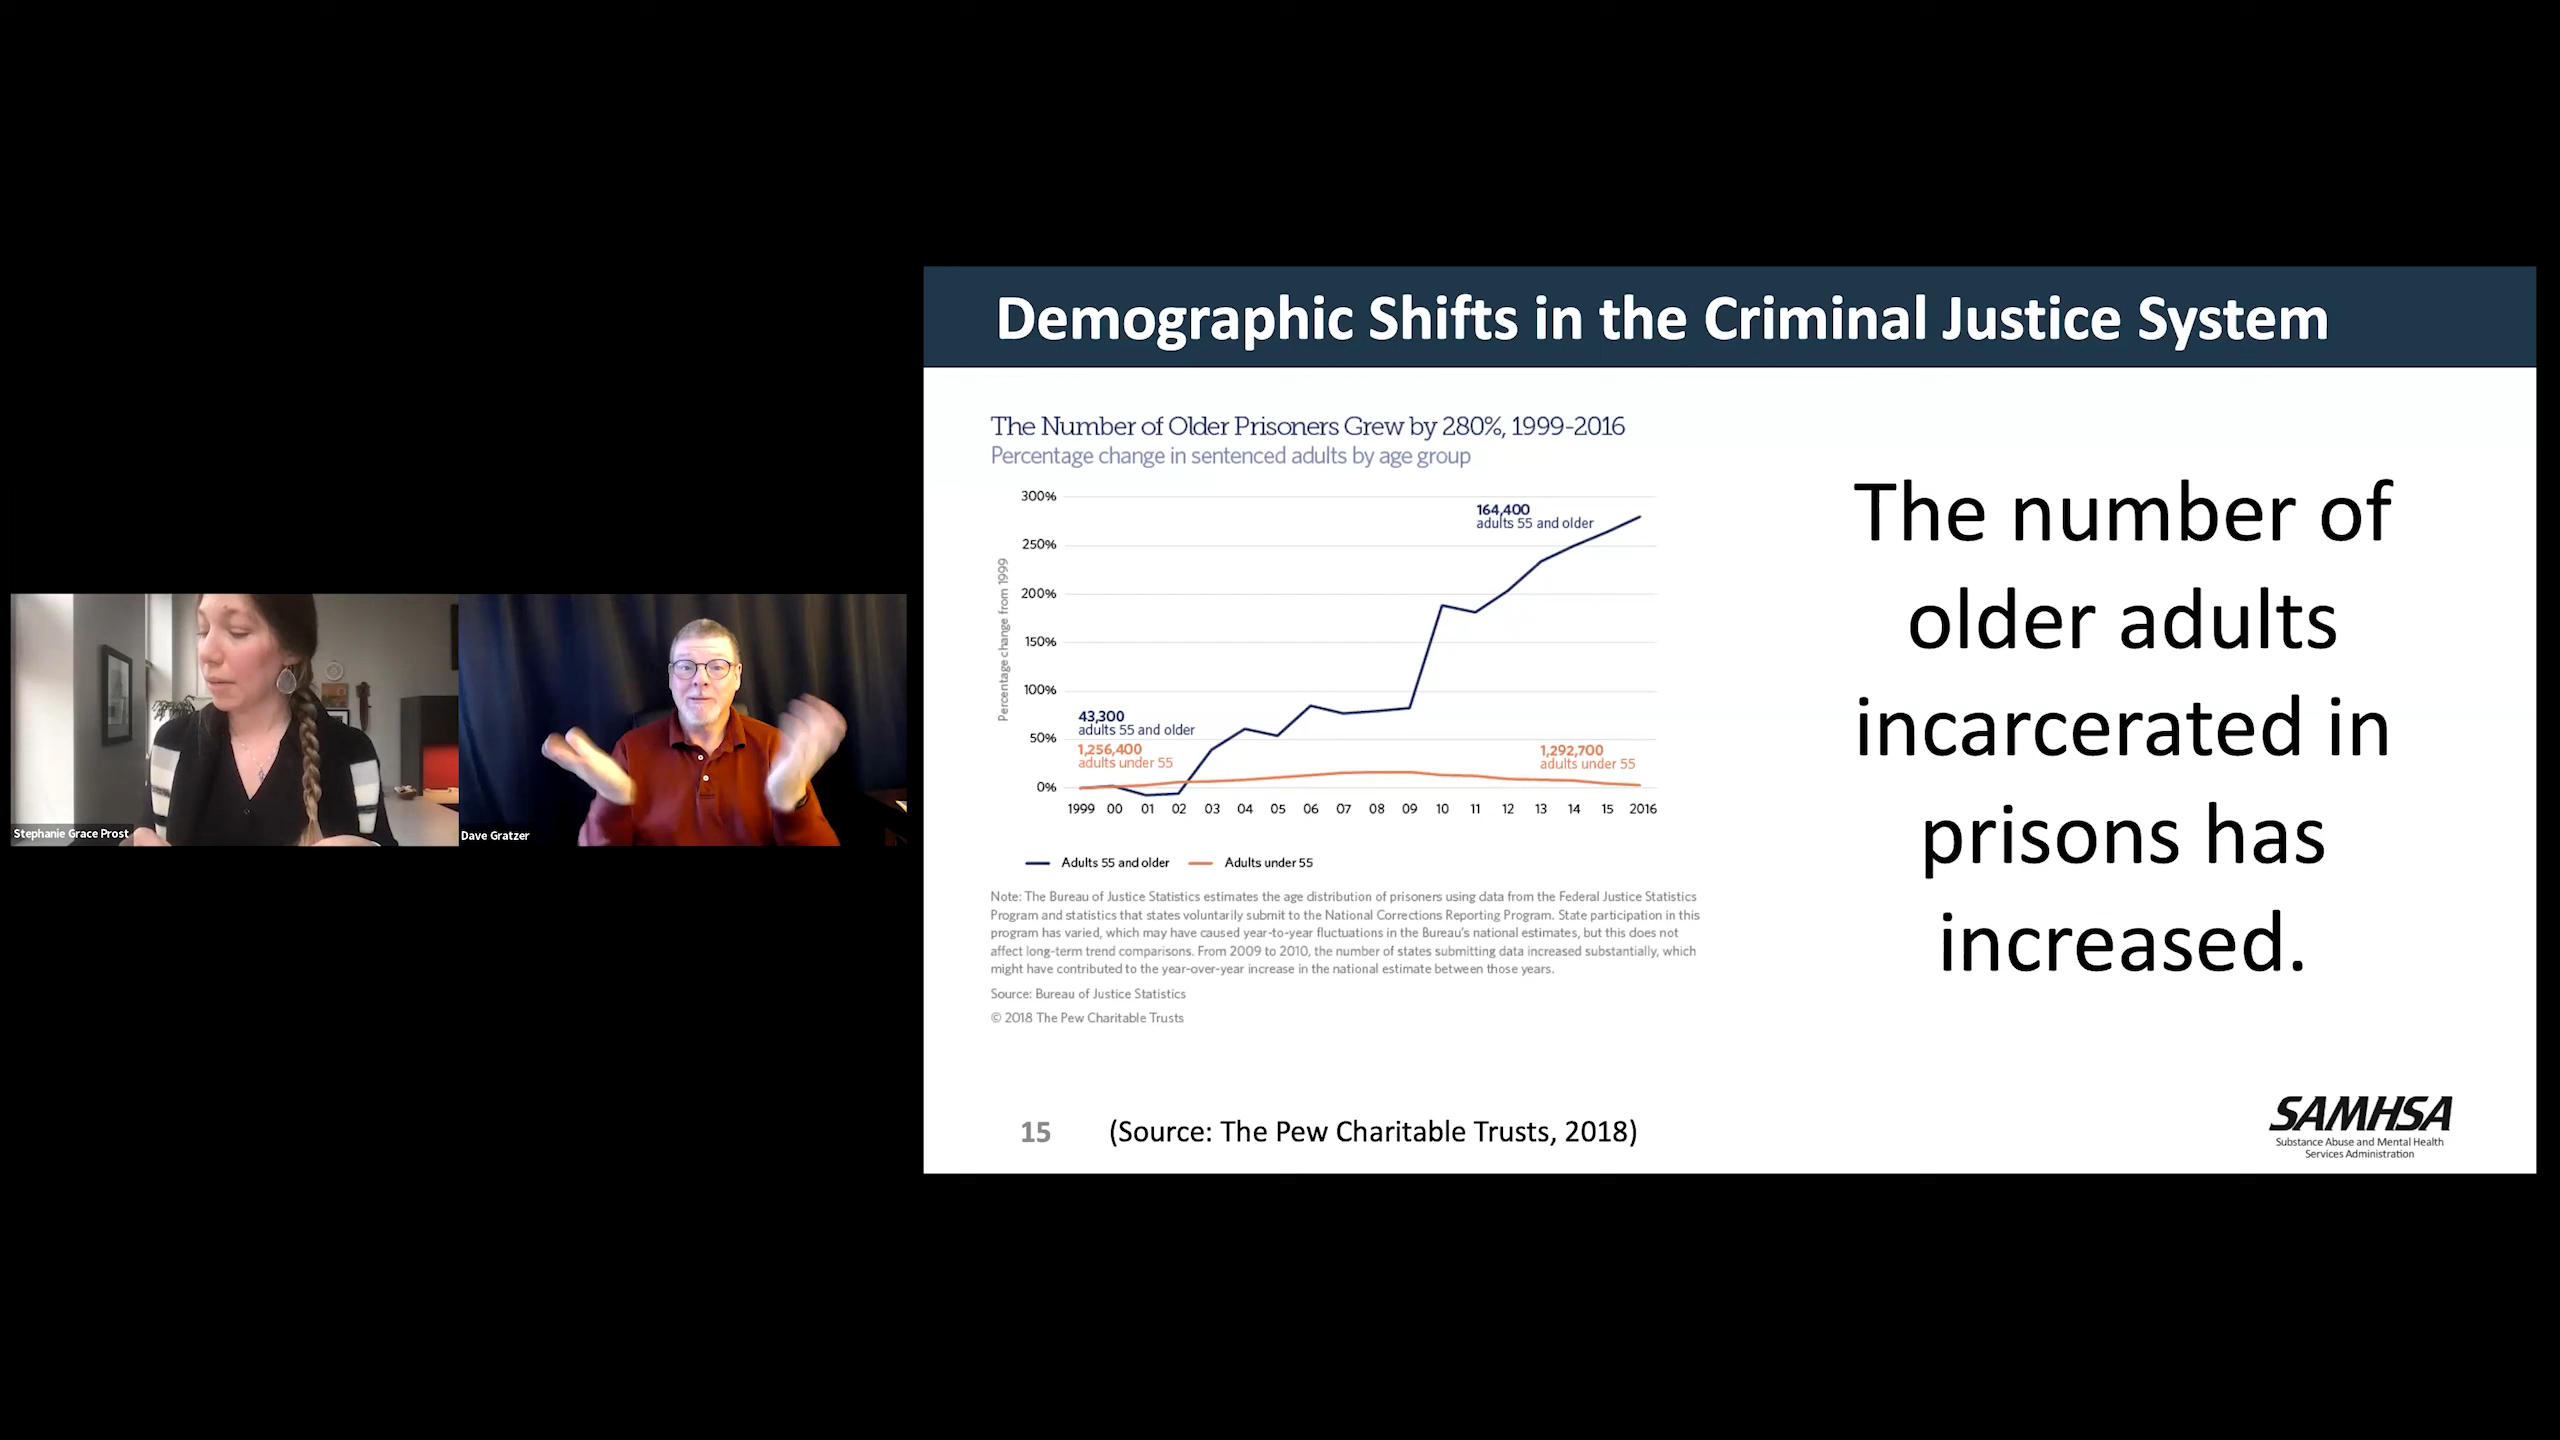 Demographic Shifts in the Criminal Justice System
The Number of Older Prisoners Grew by 280%, 1999-2016
Percentage change in sentenced adults by age group
Percentage change from 1999
300%
250%
200%
150%
100%
50%
0%
164,400
adults 55 and older
43,300
adults 55 and older
1,256,400
adults under 55
1,292,700
adults under 55
1999 00 01 02 03 04 05 06 07 08 09 10 11 12 13 14 15 2016
Adults 55 and older Adults under 55
Note: The Bureau of Justice Statistics estimates the age distribution of prisoners using data from the Federal Justice Statistics
Program and statistics that states voluntarily submit to the National Corrections Reporting Program. State participation in this
program has varied, which may have caused year-to-year fluctuations in the Bureau's national estimates, but this does not
affect long-term trend comparisons. From 2009 to 2010, the number of states submitting data increased substantially, which
might have contributed to the year-over-year increase in the national estimate between those years.
Source: Bureau of Justice Statistics
© 2018 The Pew Charitable Trusts
The number of
older adults
incarcerated in
prisons has
increased.
15 (Source: The Pew Charitable Trusts, 2018)
SAMHSA
Substance Abuse and Mental Health
Services Administration
Stephanie Grace Prost
Dave Gratzer